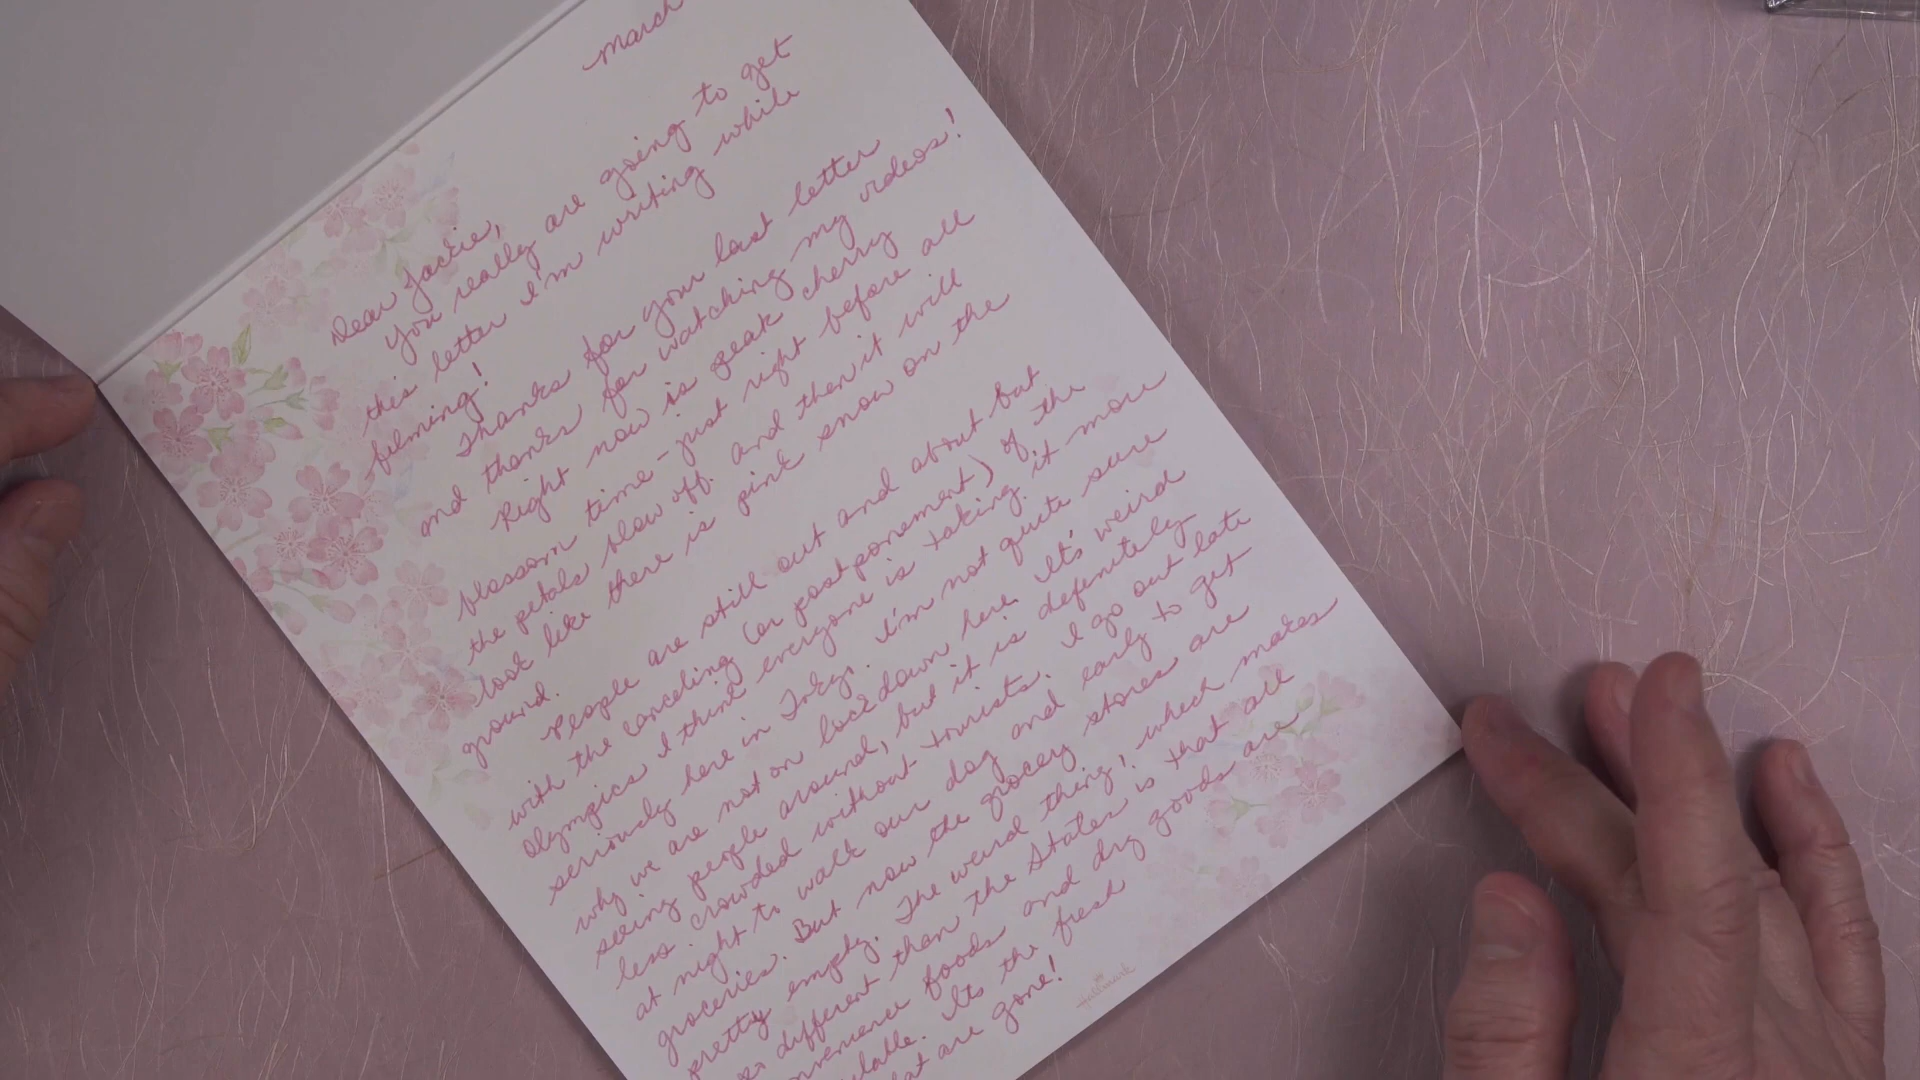 March
Dear Jackie,
You really are going to get
this letter I'm writing while
filming!
Thanks for your last letter
and thanks for watching my videos!
Right now is peak cherry
blossom time - just right before all
the petals blow off. And then it will
look like there is pink snow on the
ground.
People are still out and about but
with the canceling (or postponement) of the
Olympics I think everyone is taking it more
seriously here in Tokyo. I'm not quite sure
why we are not on lockdown here. It's weird
seeing people around, but it is definitely
less crowded without tourists. I go out late
at night to walk our dog and early to get
groceries. But now the grocery stores are
pretty empty. The weird thing, which makes
different than the States is that all
convenience foods and dry goods are
It's the fresh
are gone!
Hallmark